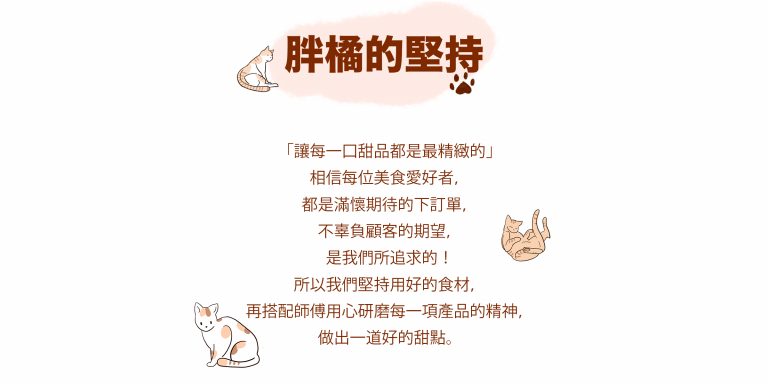 胖橘的堅持
「讓每一口甜品都是最精緻的」
相信每位美食愛好者,
都是滿懷期待的下訂單,
不辜負顧客的期望,
是我們所追求的！
所以我們堅持用好的食材,
再搭配師傅用心研磨每一項產品的精神,
做出一道好的甜點。